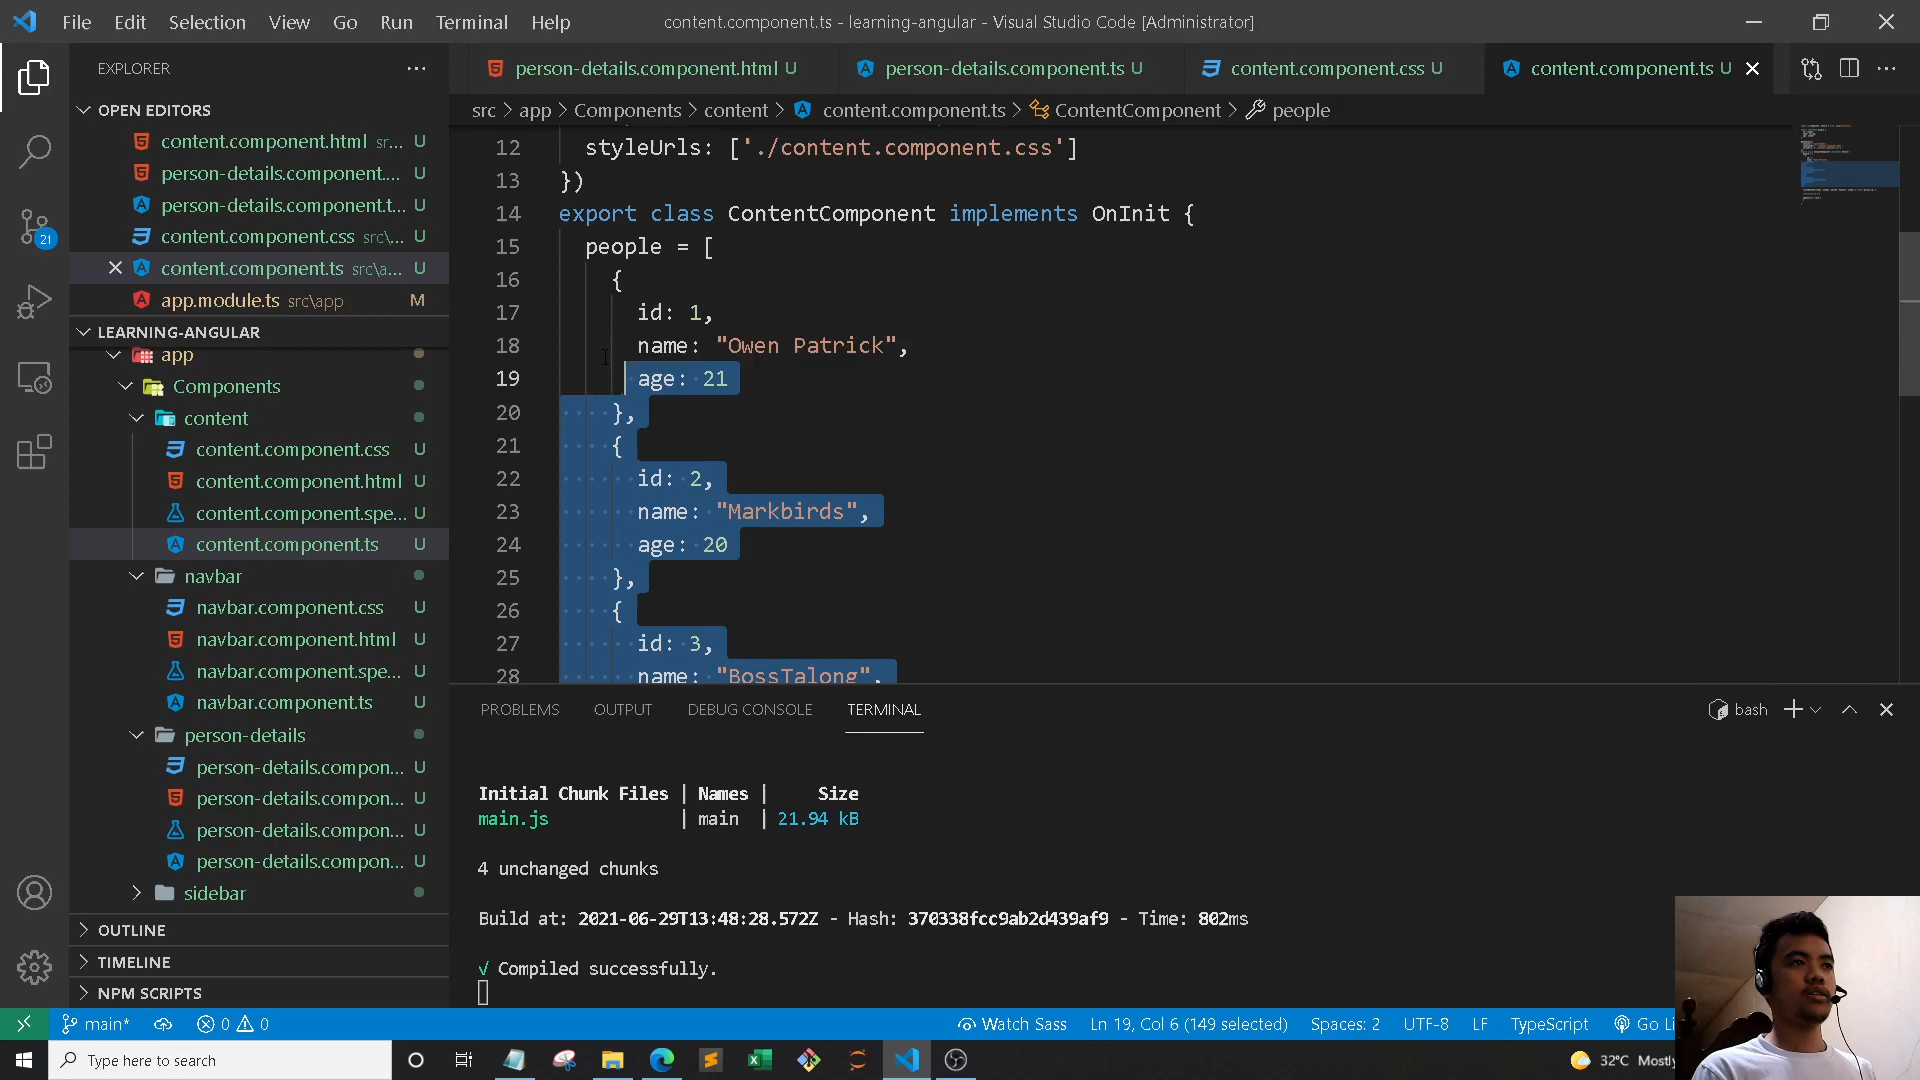 File Edit Selection View Go Run Terminal Help
content.component.ts - learning-angular - Visual Studio Code [Administrator]
EXPLORER
person-details.component.html U
person-details.component.ts U
content.component.css U
content.component.ts U
OPEN EDITORS
content.component.html sr... U
person-details.component.... U
person-details.component.t... U
content.component.css src\... U
content.component.ts src\a... U
app.module.ts src\app M
LEARNING-ANGULAR
app
Components
content
content.component.css U
content.component.html U
content.component.spe... U
content.component.ts U
navbar
navbar.component.css U
navbar.component.html U
navbar.component.spe... U
navbar.component.ts U
person-details
person-details.compon... U
person-details.compon... U
person-details.compon... U
person-details.compon... U
sidebar
OUTLINE
TIMELINE
NPM SCRIPTS
21
src > app > Components > content > content.component.ts > ContentComponent > people
12 styleUrls: ['./content.component.css']
13 })
14 export class ContentComponent implements OnInit {
15 people = [
16 {
17 id: 1,
18 name: "Owen Patrick",
19 age: 21
20 },
21 {
22 id: 2,
23 name: "Markbirds",
24 age: 20
25 },
26 {
27 id: 3,
28 name: "BossTalong",
PROBLEMS OUTPUT DEBUG CONSOLE TERMINAL
bash
Initial Chunk Files | Names | Size
main.js | main | 21.94 kB
4 unchanged chunks
Build at: 2021-06-29T13:48:28.572Z - Hash: 370338fcc9ab2d439af9 - Time: 802ms
√ Compiled successfully.
main* 0 0
Watch Sass Ln 19, Col 6 (149 selected) Spaces: 2 UTF-8 LF TypeScript Go Li
Type here to search
32°C Mostly